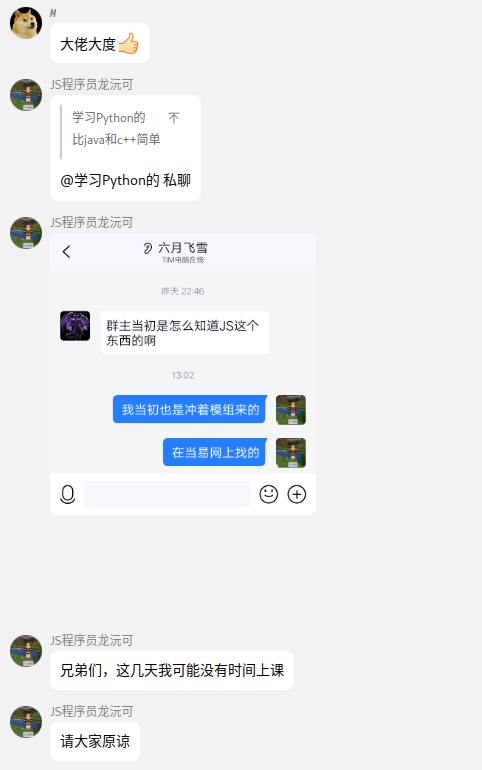 M
大佬大度
JS程序员龙沅可
学习Python的 不
比java和c++简单
@学习Python的 私聊
JS程序员龙沅可
六月飞雪
TIM电脑在线
昨天 22:46
群主当初是怎么知道JS这个
东西的啊
13:02
我当初也是冲着模组来的
在当易网上找的
JS程序员龙沅可
兄弟们，这几天我可能没有时间上课
JS程序员龙沅可
请大家原谅